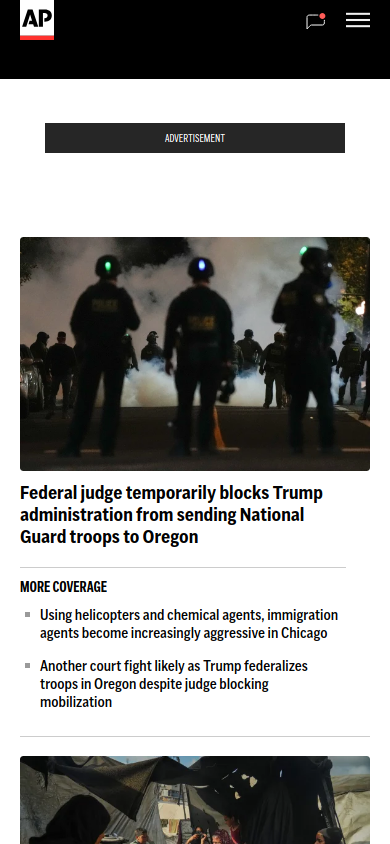 AP
ADVERTISEMENT
POLICE
Federal judge temporarily blocks Trump
administration from sending National
Guard troops to Oregon
MORE COVERAGE
Using helicopters and chemical agents, immigration
agents become increasingly aggressive in Chicago
Another court fight likely as Trump federalizes
troops in Oregon despite judge blocking
mobilization